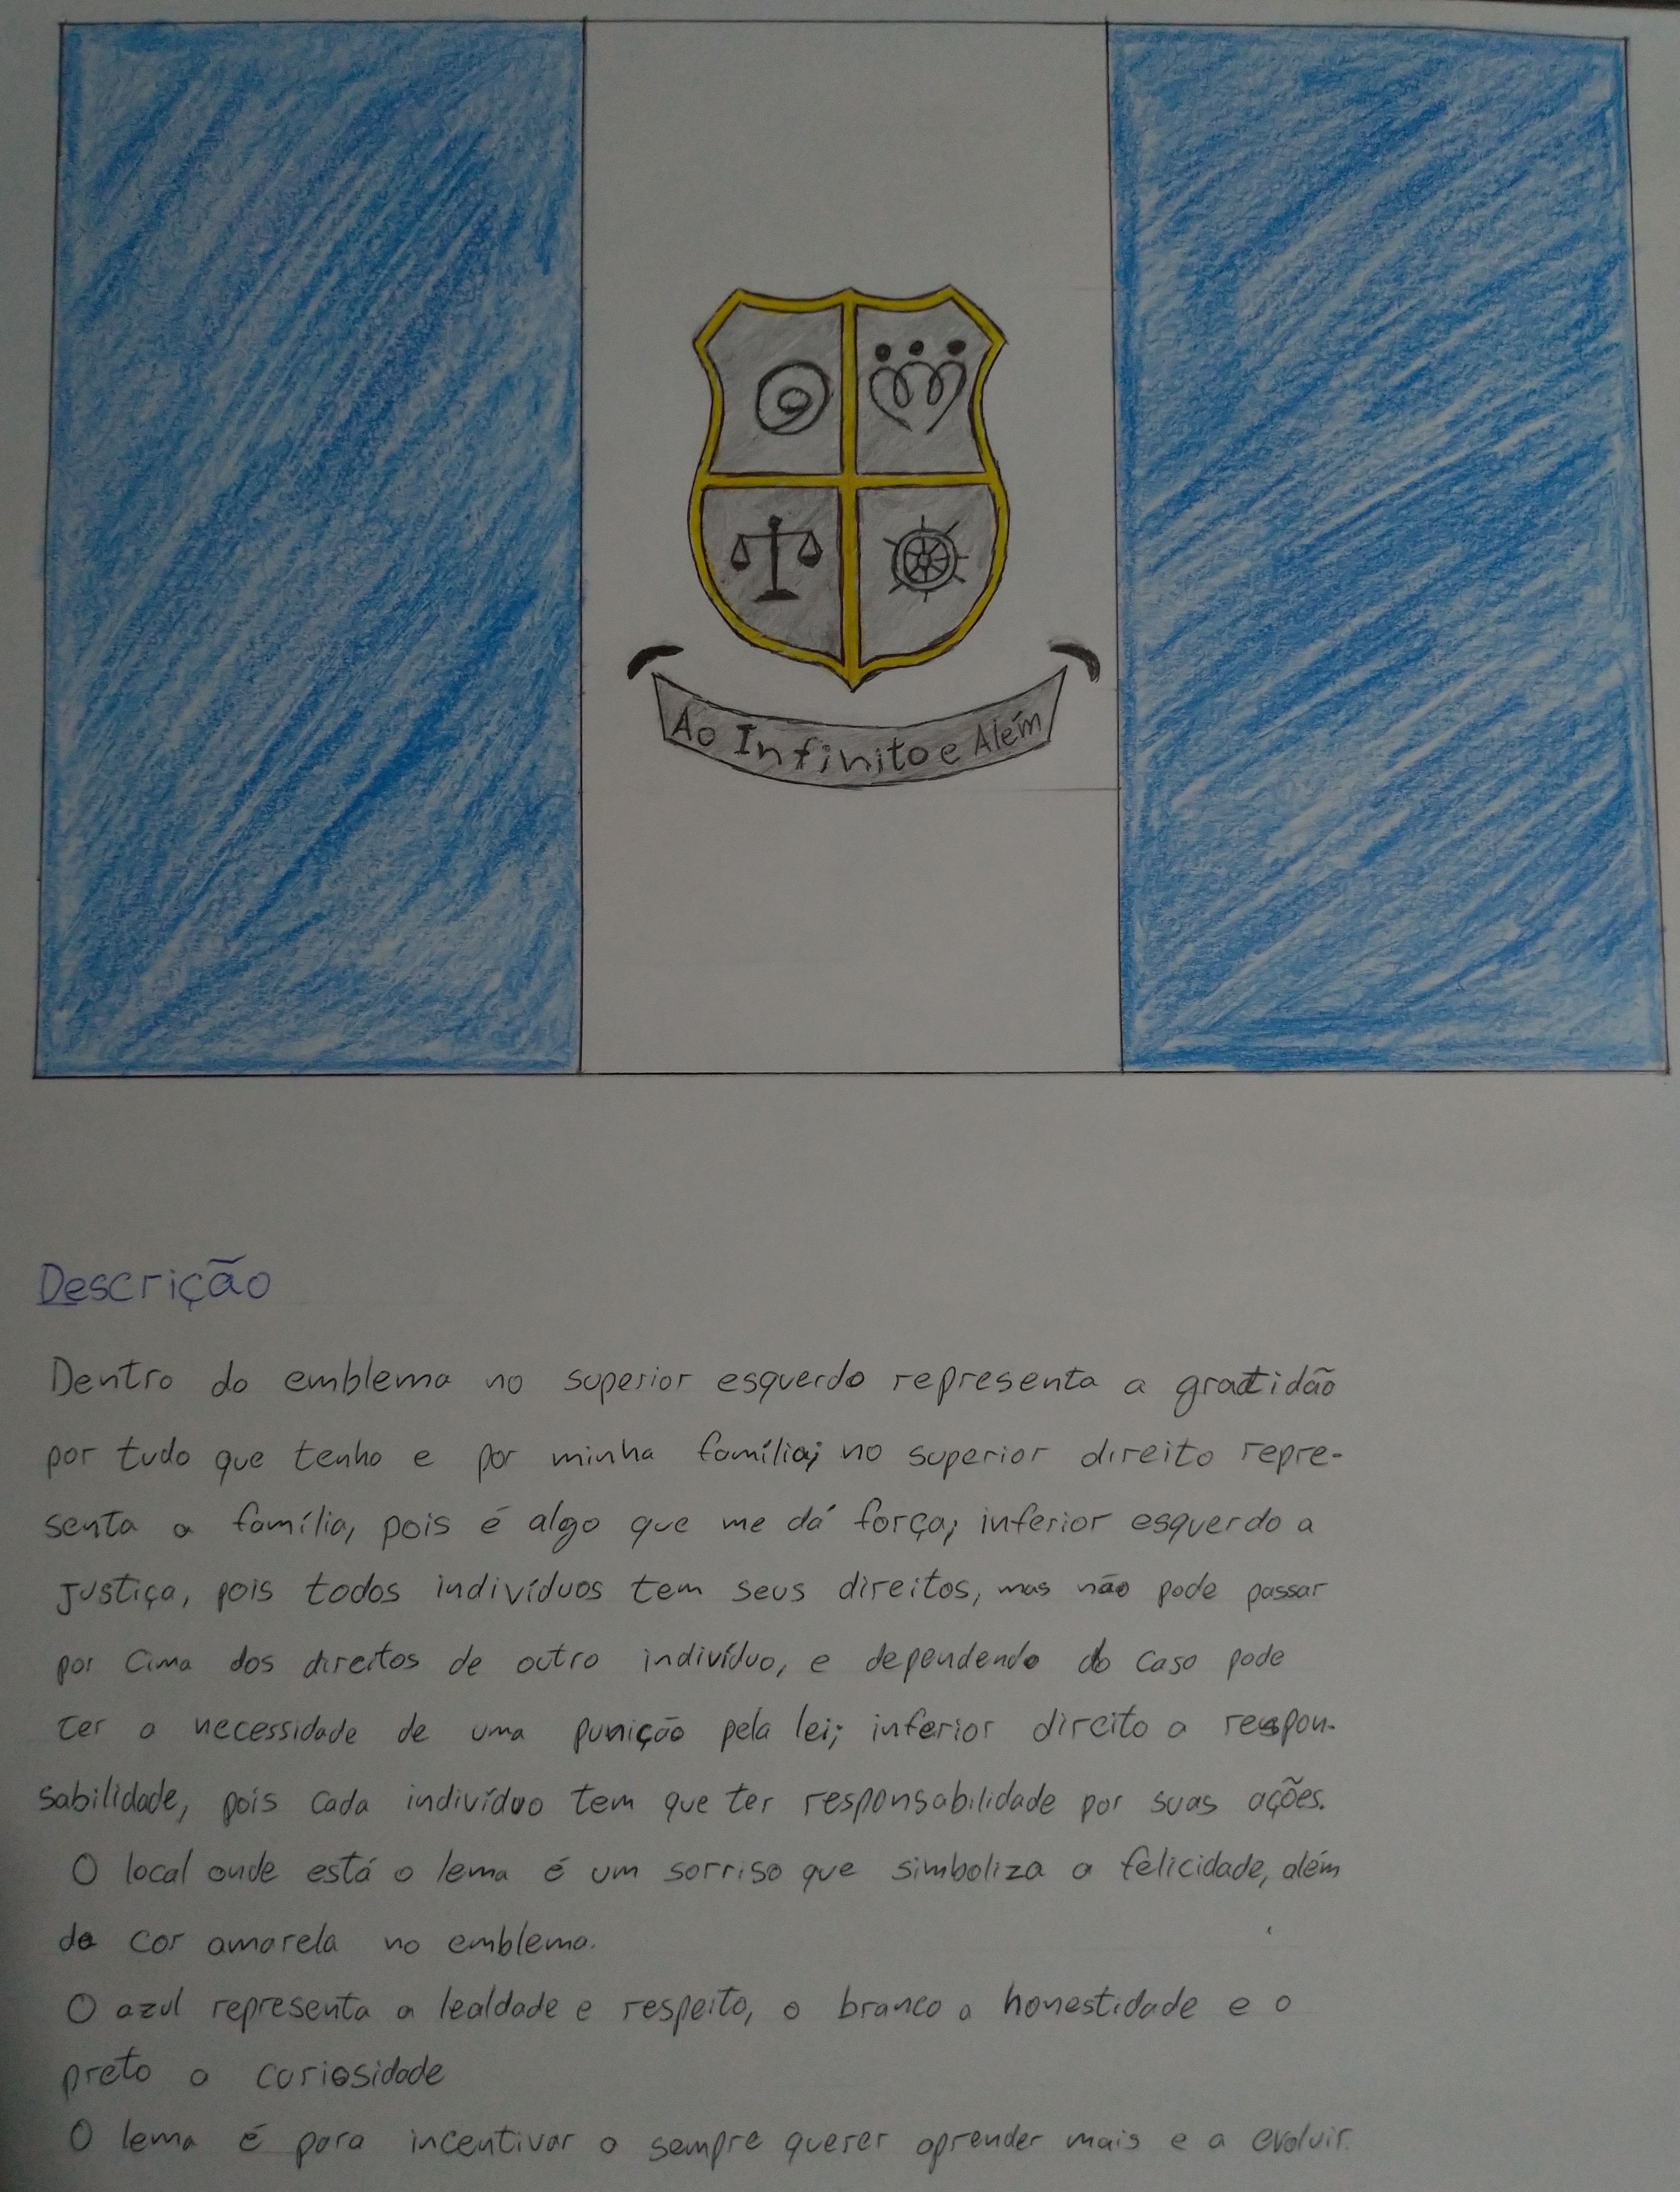 Ao Infinito e Além
Descrição
Dentro do emblema no superior esquerdo representa a gratidão
por tudo que tenho e por minha família; no superior direito repre-
senta a família, pois é algo que me dá força; inferior esquerdo a
justiça, pois todos indivíduos tem seus direitos, mas não pode passar
por cima dos direitos de outro indivíduo, e dependendo do caso pode
ter a necessidade de uma punição pela lei; inferior direito a respon-
sabilidade, pois cada indivíduo tem que ter responsabilidade por suas ações.
O local onde está o lema é um sorriso que simboliza a felicidade, além
da cor amarela no emblema.
O azul representa a lealdade e respeito, o branco a honestidade e o
preto a curiosidade
O lema é para incentivar o sempre querer aprender mais e a evoluir.